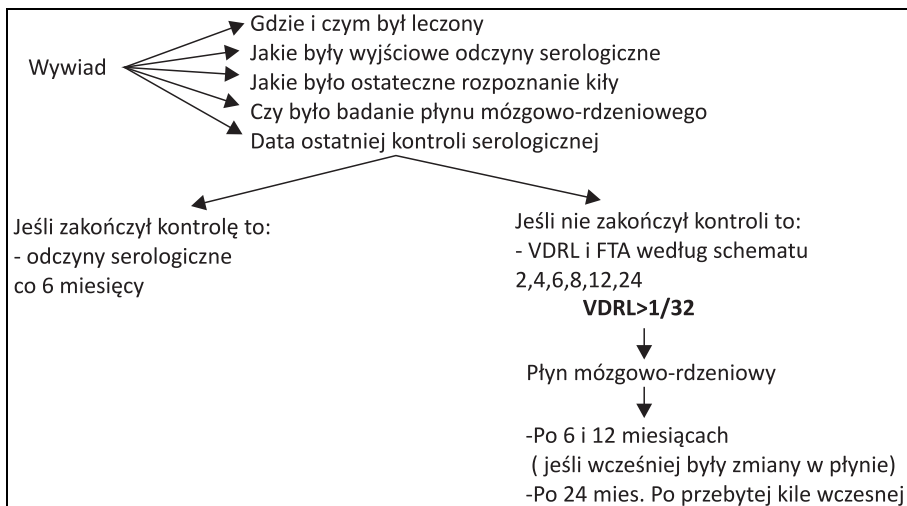 Wywiad
Gdzie i czym był leczony
Jakie były wyjściowe odczyny serologiczne
Jakie było ostateczne rozpoznanie kiły
Czy było badanie płynu mózgowo-rdzeniowego
Data ostatniej kontroli serologicznej
Jeśli zakończył kontrolę to:
- odczyny serologiczne
co 6 miesięcy
Jeśli nie zakończył kontroli to:
- VDRL i FTA według schematu
2,4,6,8,12,24
VDRL>1/32
Płyn mózgowo-rdzeniowy
-Po 6 i 12 miesiącach
( jeśli wcześniej były zmiany w płynie)
-Po 24 mies. Po przebytej kile wczesnej